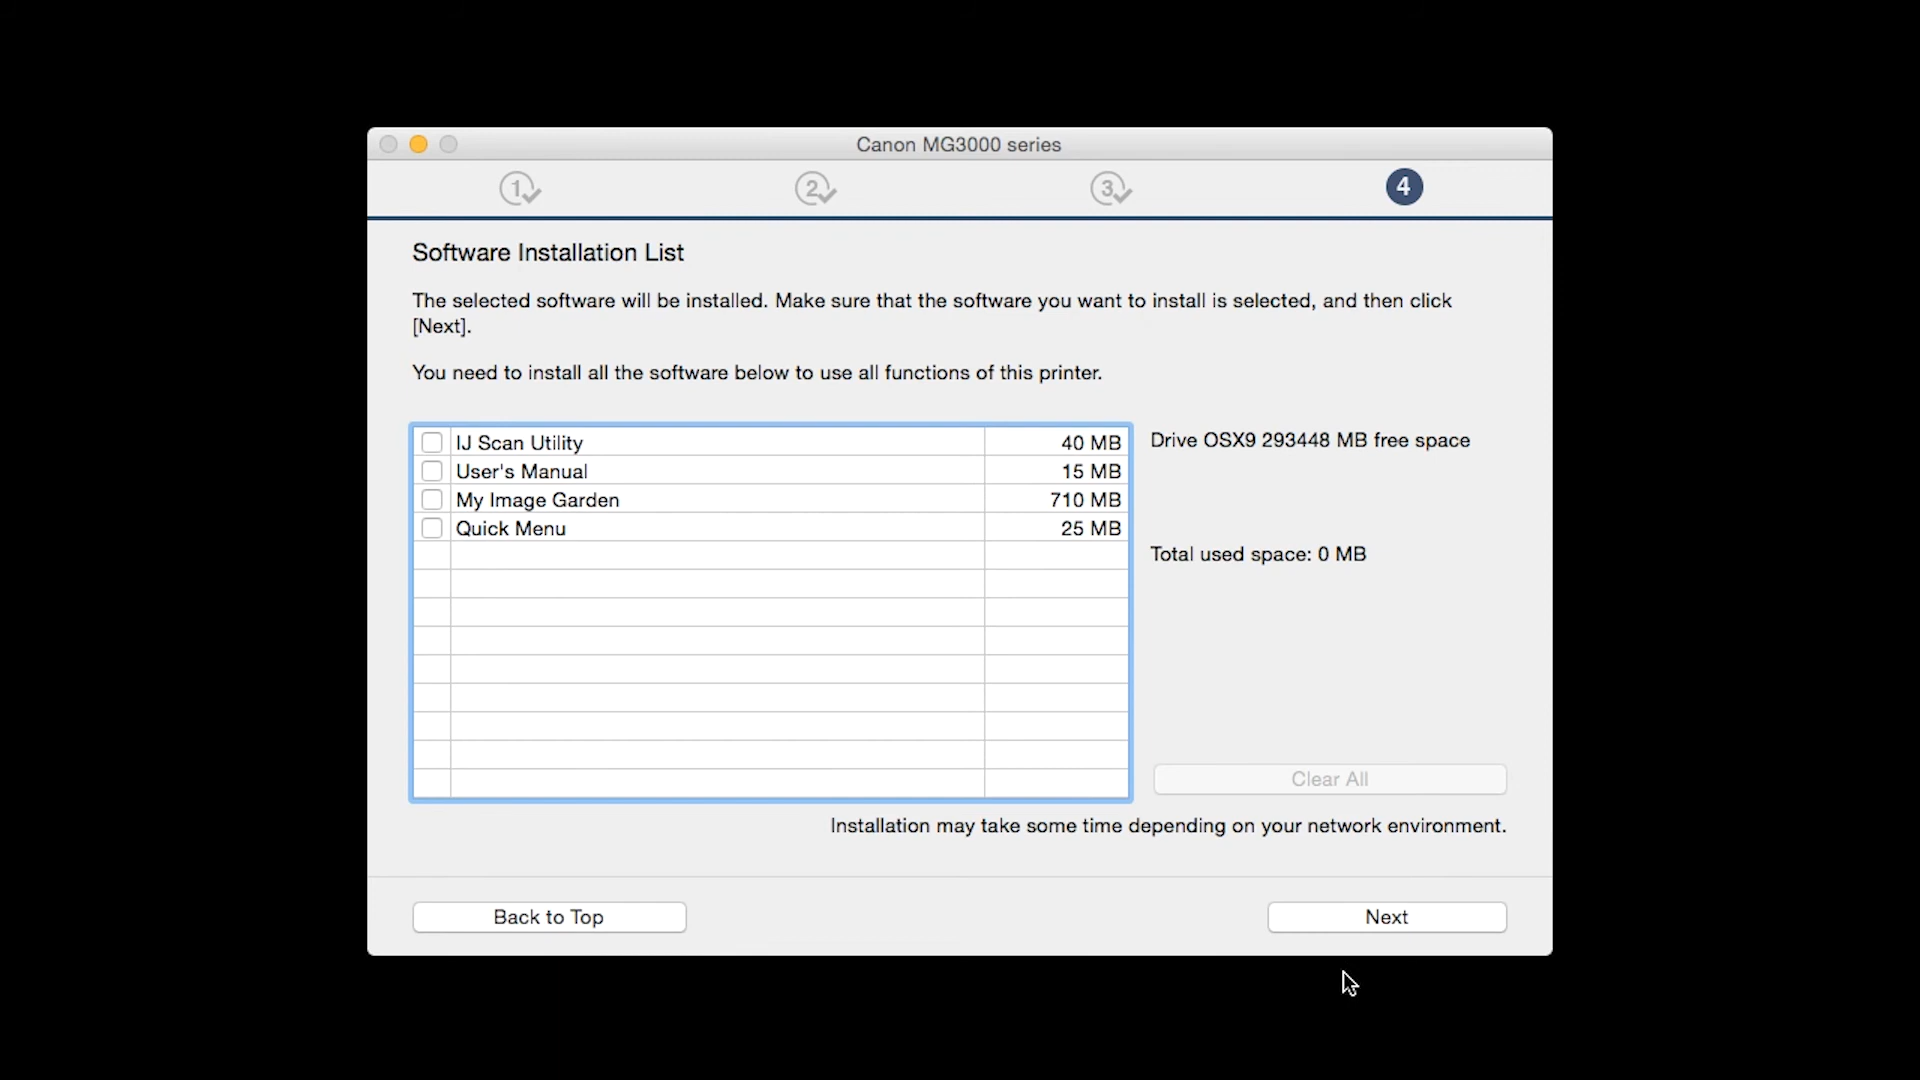 Canon MG3000 series
1 2 3 4
Software Installation List
The selected software will be installed. Make sure that the software you want to install is selected, and then click
[Next].
You need to install all the software below to use all functions of this printer.
IJ Scan Utility 40 MB
User's Manual 15 MB
My Image Garden 710 MB
Quick Menu 25 MB
Drive OSX9 293448 MB free space
Total used space: 0 MB
Clear All
Installation may take some time depending on your network environment.
Back to Top
Next